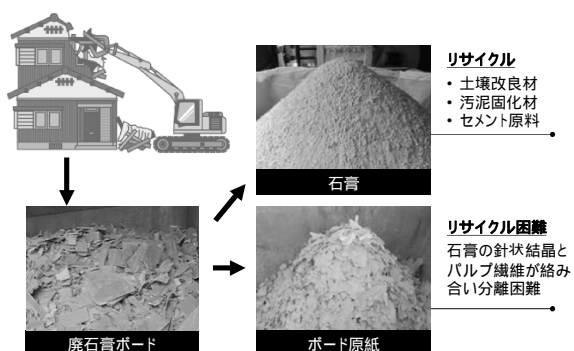 リサイクル
• 土壌改良材
• 汚泥固化材
• セメント原料
石膏
リサイクル困難
石膏の針状結晶と
パルプ繊維が絡み
合い分離困難
廃石膏ボード
ボード原紙